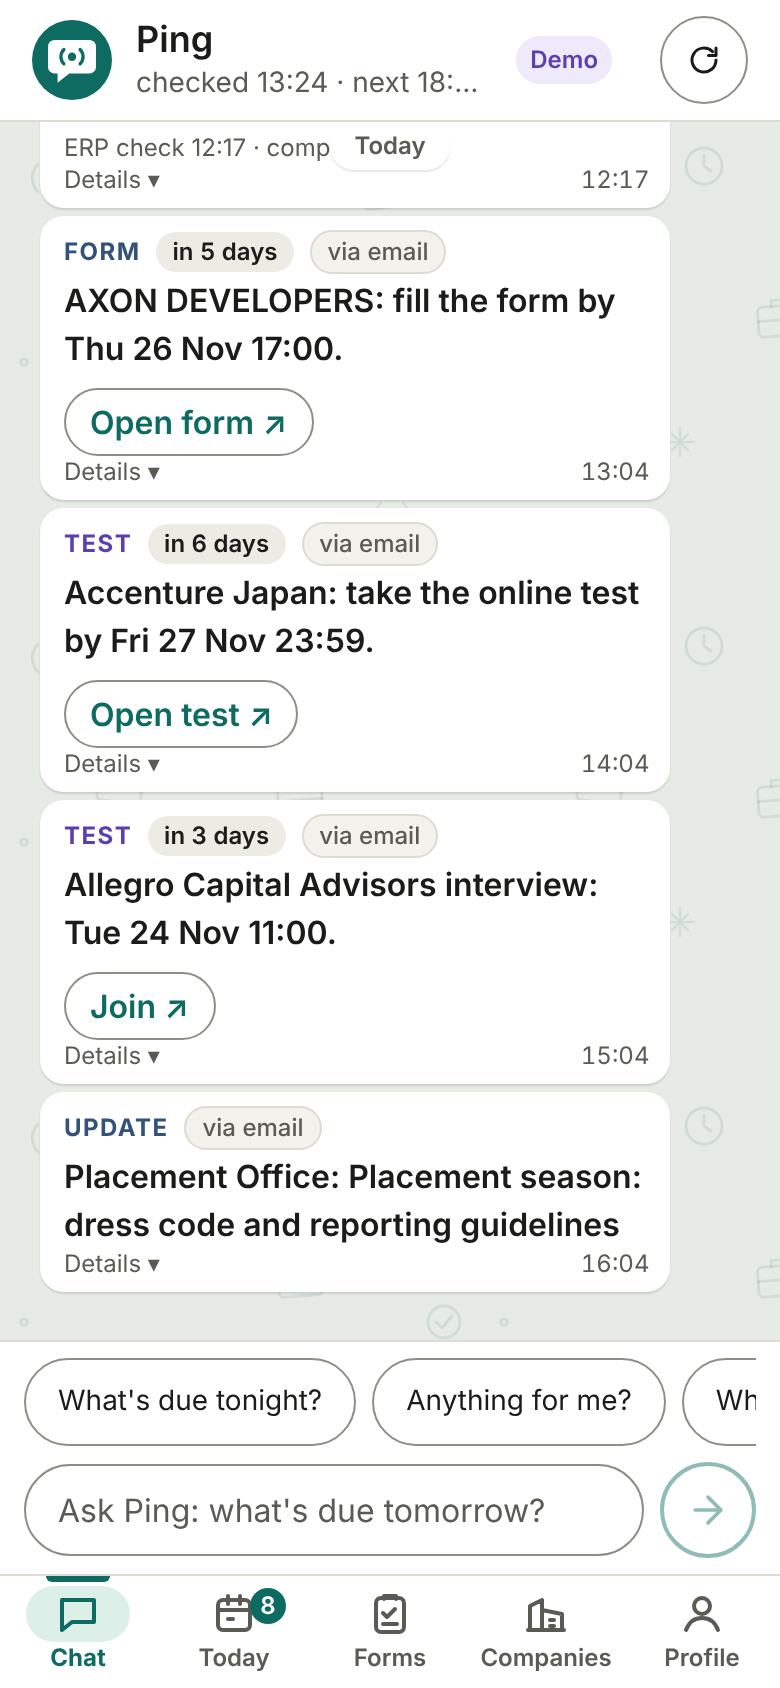 Ping
checked 13:24 · next 18:...
Demo
ERP check 12:17 · comp
Today
Details ▾ 12:17
FORM in 5 days via email
AXON DEVELOPERS: fill the form by
Thu 26 Nov 17:00.
Open form ↗
Details ▾ 13:04
TEST in 6 days via email
Accenture Japan: take the online test
by Fri 27 Nov 23:59.
Open test ↗
Details ▾ 14:04
TEST in 3 days via email
Allegro Capital Advisors interview:
Tue 24 Nov 11:00.
Join ↗
Details ▾ 15:04
UPDATE via email
Placement Office: Placement season:
dress code and reporting guidelines
Details ▾ 16:04
What's due tonight? Anything for me? Wh
Ask Ping: what's due tomorrow?
8
Chat Today Forms Companies Profile